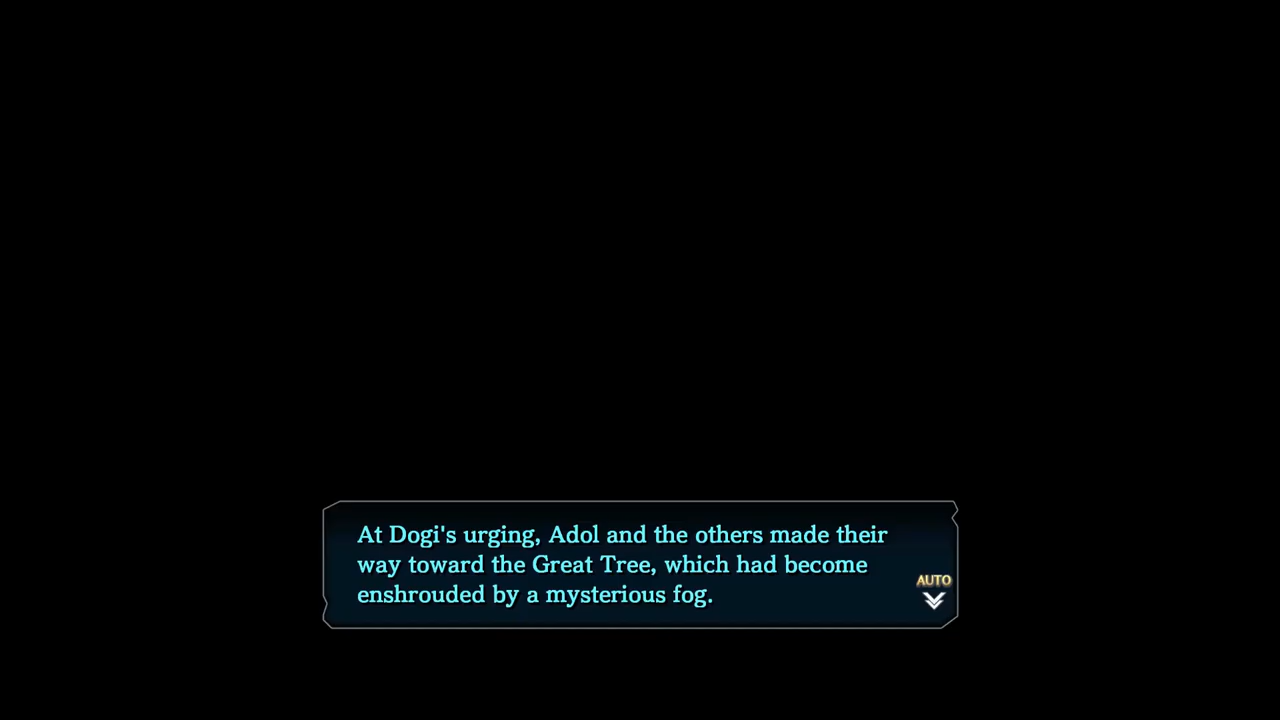 At Dogi's urging, Adol and the others made their
way toward the Great Tree, which had become
enshrouded by a mysterious fog.
AUTO